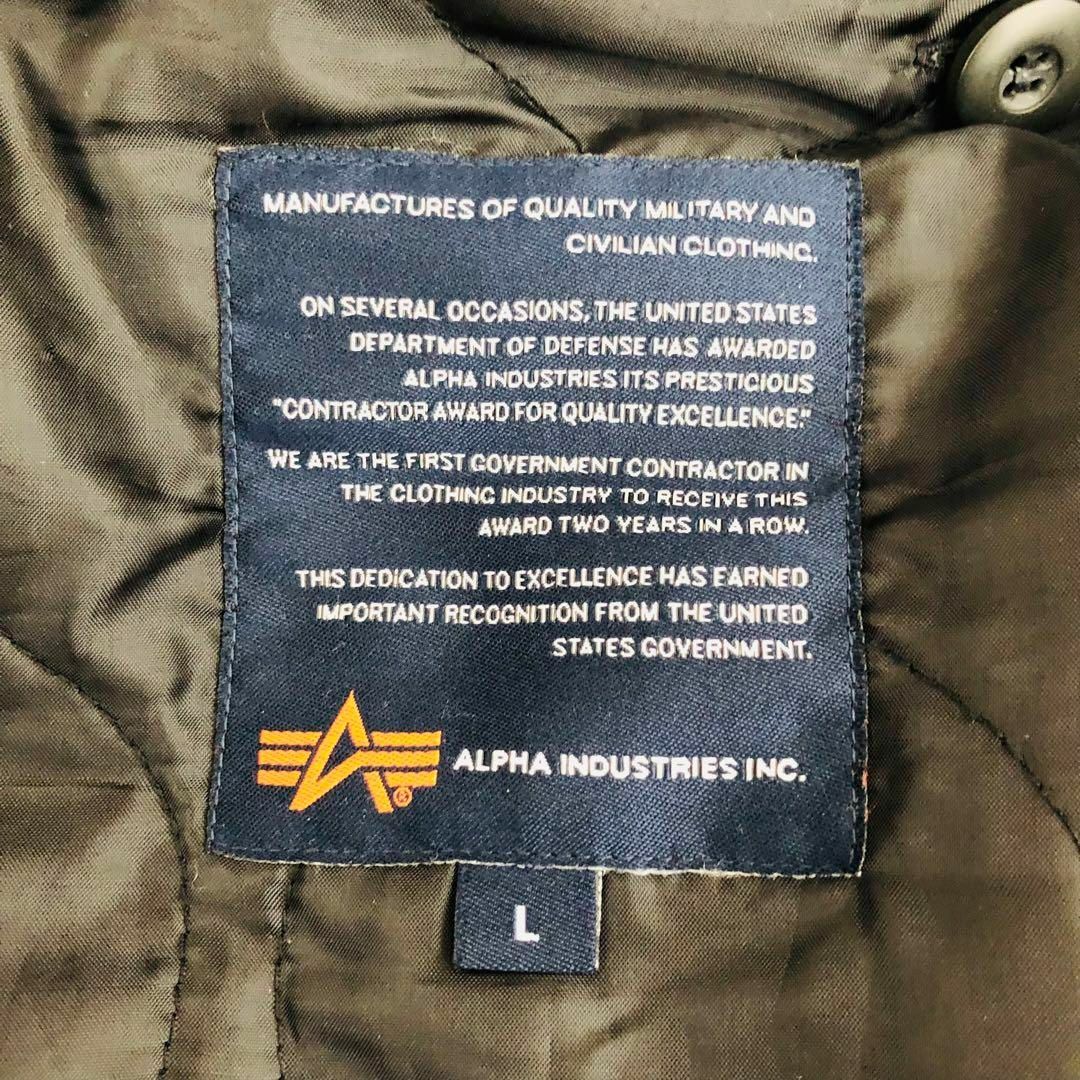 MANUFACTURES OF QUALITY MILITARY AND
CIVILIAN CLOTHING.
ON SEVERAL OCCASIONS, THE UNITED STATES
DEPARTMENT OF DEFENSE HAS AWARDED
ALPHA INDUSTRIES ITS PRESTIGIOUS
"CONTRACTOR AWARD FOR QUALITY EXCELLENCE."
WE ARE THE FIRST GOVERNMENT CONTRACTOR IN
THE CLOTHING INDUSTRY TO RECEIVE THIS
AWARD TWO YEARS IN A ROW.
THIS DEDICATION TO EXCELLENCE HAS EARNED
IMPORTANT RECOGNITION FROM THE UNITED
STATES GOVERNMENT.
® ALPHA INDUSTRIES INC.
L